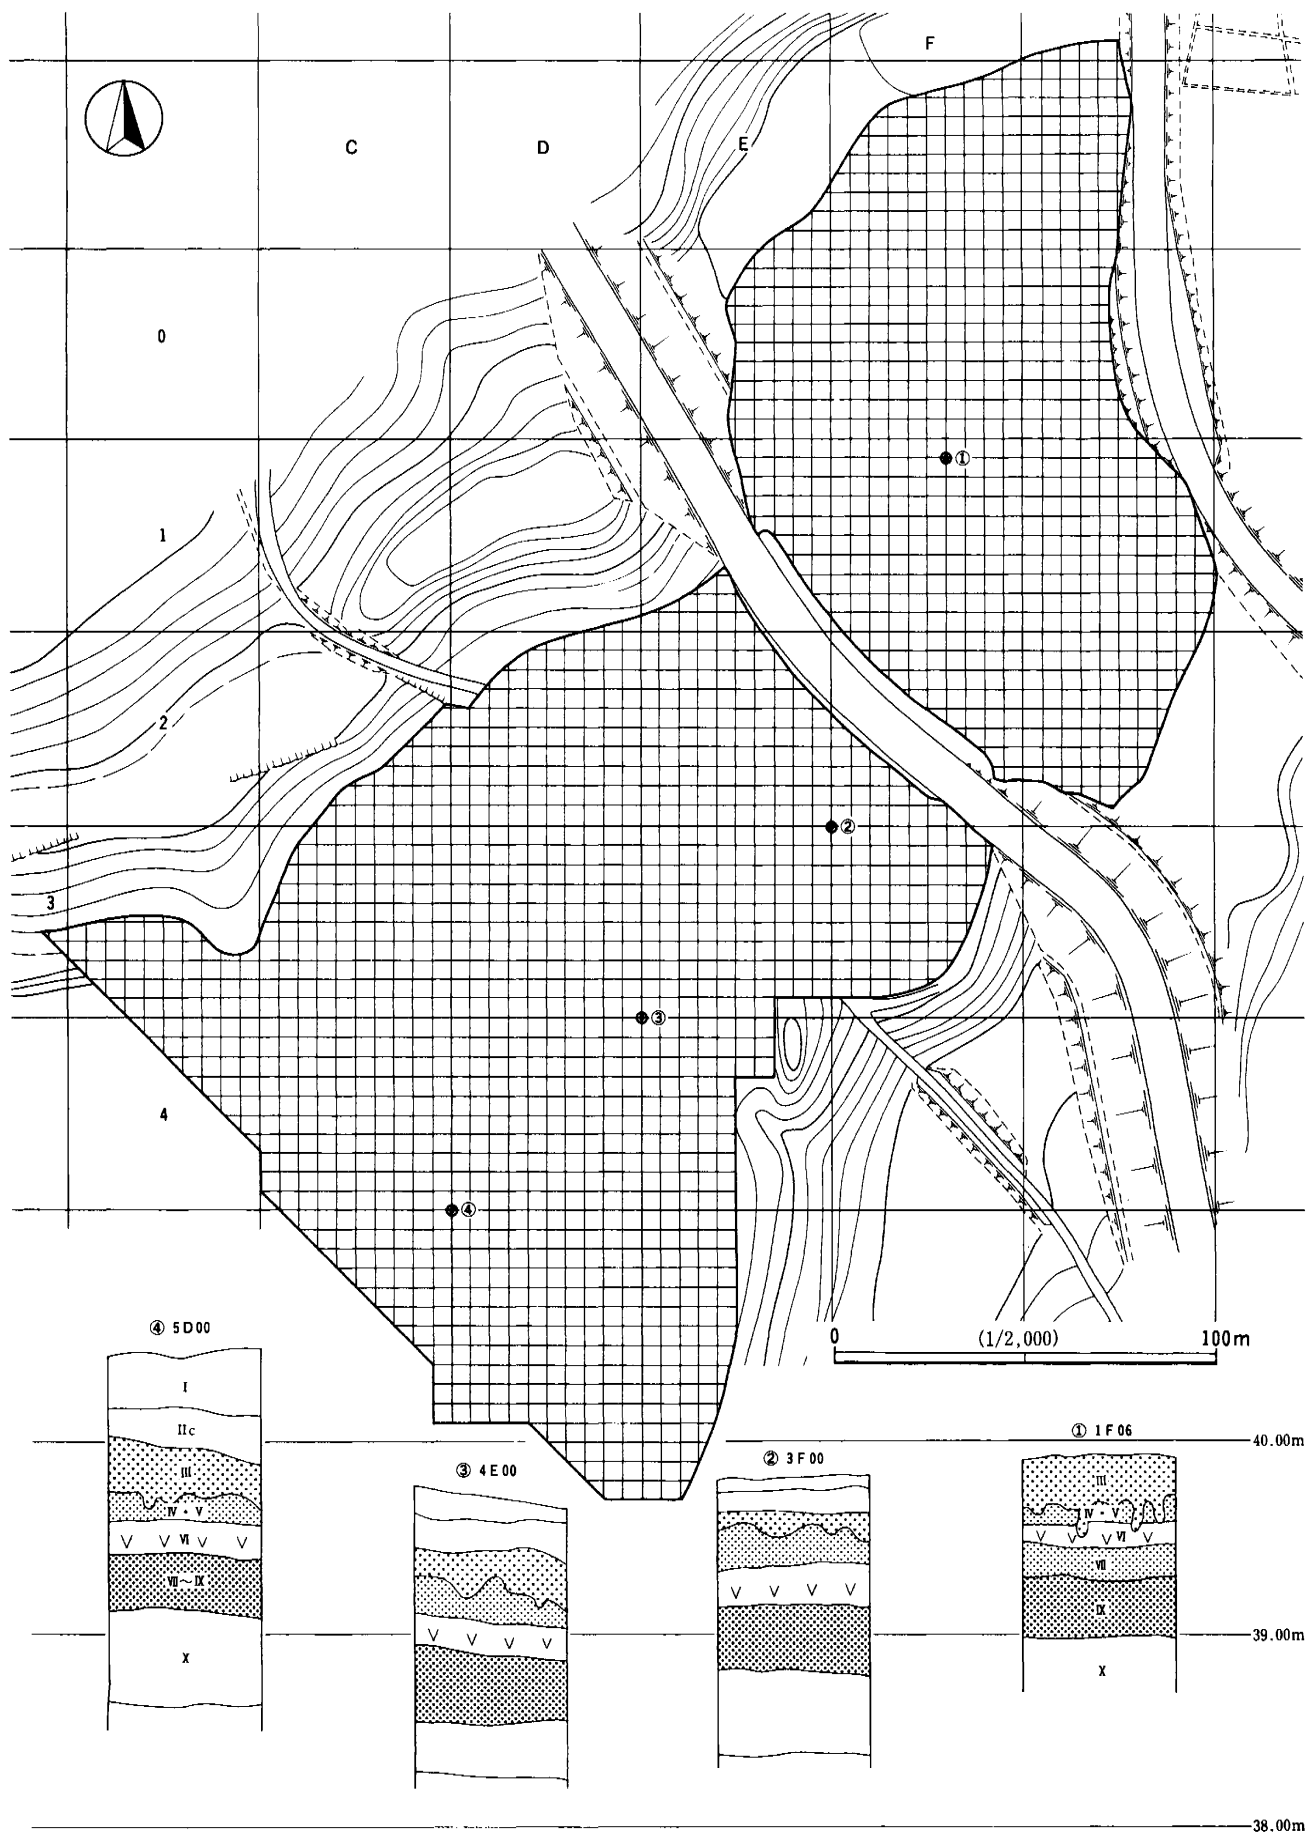 F
C
D
E
0
①
1
2
②
3
③
4
④
0 (1/2,000) 100m
④ 5D00
I
IIc
III
IV・V
V V V V
VI
VII～IX
X
③ 4E00
V V V V
② 3F00
V V V V
① 1F06
III
IV・V
V V V V
VI
VII
IX
X
40.00m
39.00m
38.00m